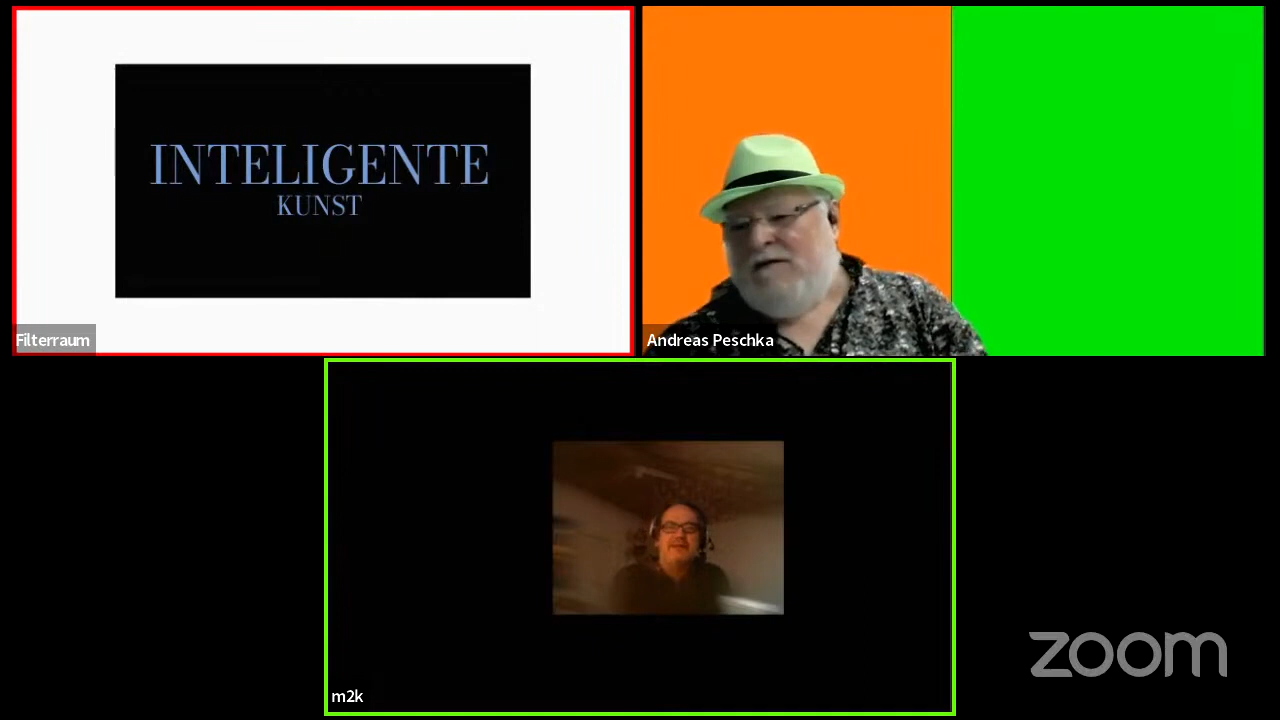 INTELIGENTE
KUNST
Filterraum
Andreas Peschka
m2k
zoom